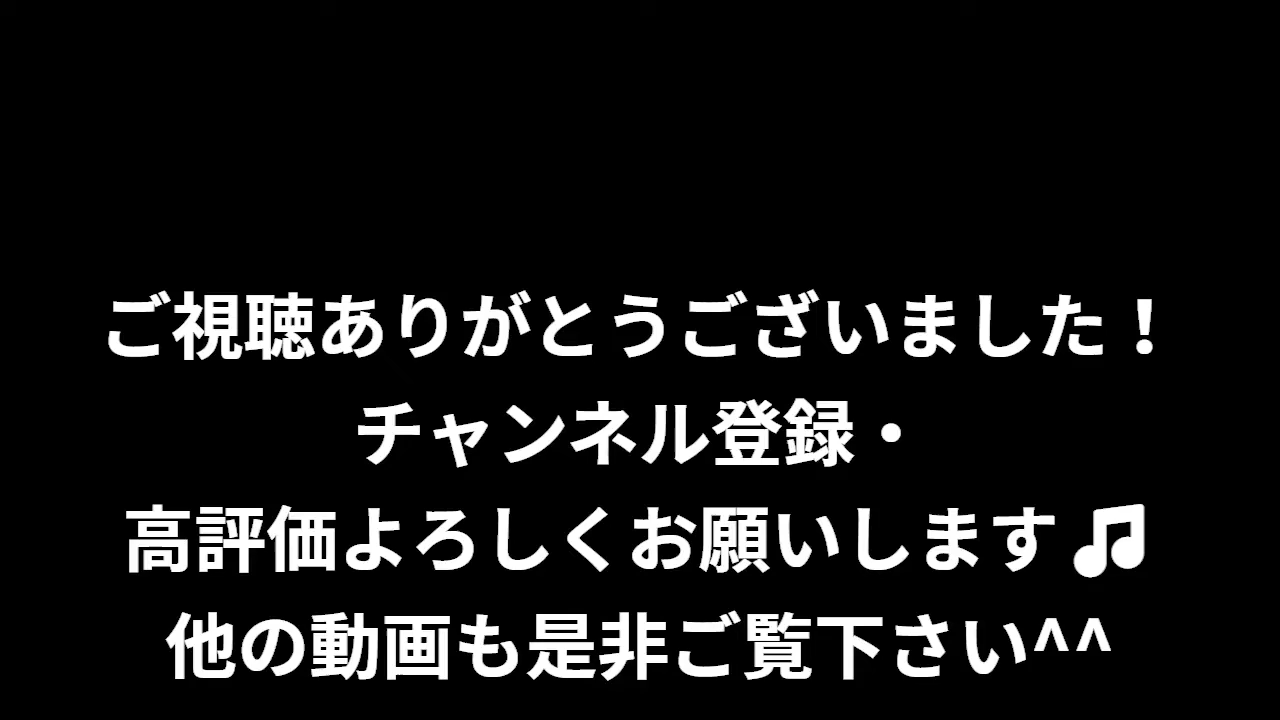 ご視聴ありがとうございました！
チャンネル登録・
高評価よろしくお願いします🎵
他の動画も是非ご覧下さい^^